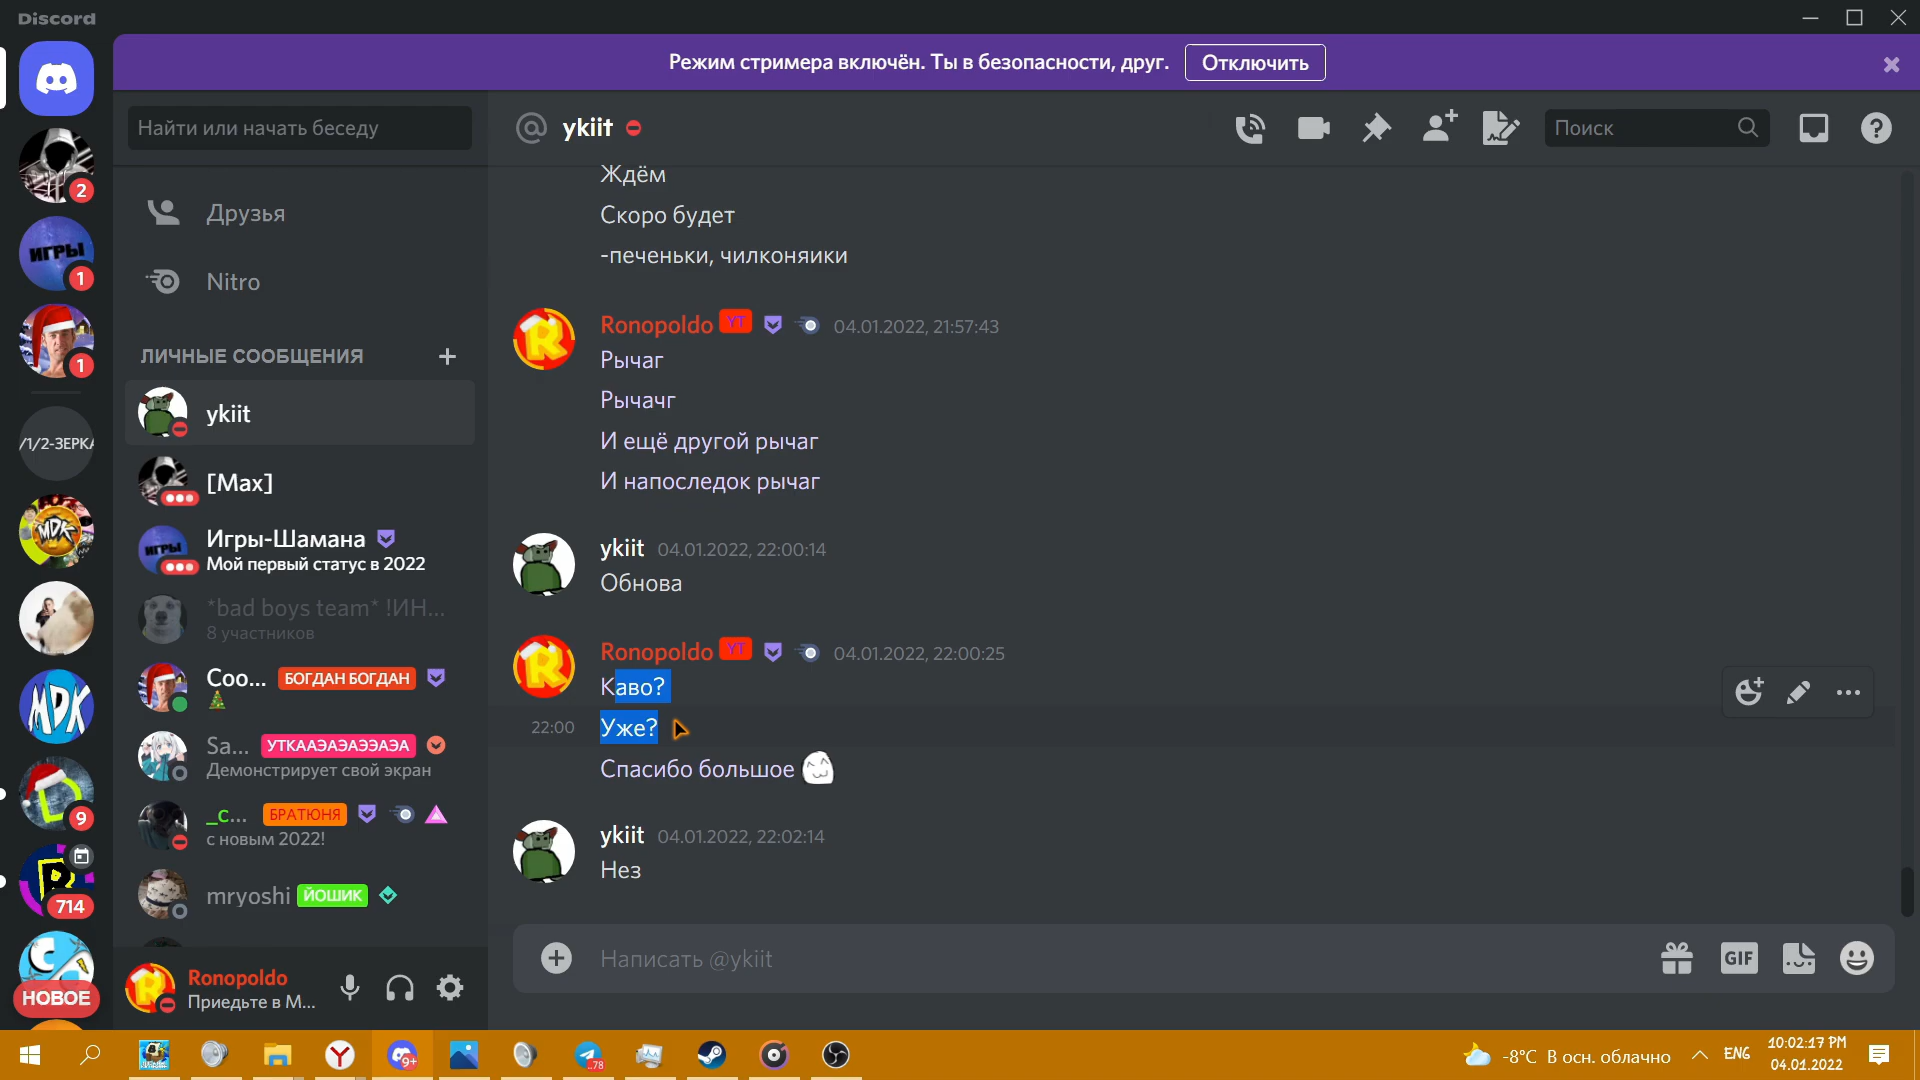 Discord
Режим стримера включён. Ты в безопасности, друг.
Отключить
Найти или начать беседу
ykiit
Поиск
2
ИГРЫ
1
1
/1/2-ЗЕРКА
MDK
MDK
9
714
НОВОЕ
Друзья
Nitro
ЛИЧНЫЕ СООБЩЕНИЯ
ykiit
[Max]
Игры-Шамана
ИГРЫ
Мой первый статус в 2022
*bad boys team* !ИН...
8 участников
Coo... БОГДАН БОГДАН
Sa... УТКААЭАЭАЭЭАЭА
Демонстрирует свой экран
_c... БРАТЮНЯ
с новым 2022!
mryoshi ЙОШИК
Ronopoldo
Приедьте в М...
Ждём
Скоро будет
-печеньки, чилконяики
Ronopoldo YT 04.01.2022, 21:57:43
Рычаг
Рычачг
И ещё другой рычаг
И напоследок рычаг
ykiit 04.01.2022, 22:00:14
Обнова
Ronopoldo YT 04.01.2022, 22:00:25
Каво?
22:00 Уже?
Спасибо большое
ykiit 04.01.2022, 22:02:14
Нез
Написать @ykiit
GIF
9+
78
-8°C В осн. облачно
ENG
10:02:17 PM
04.01.2022